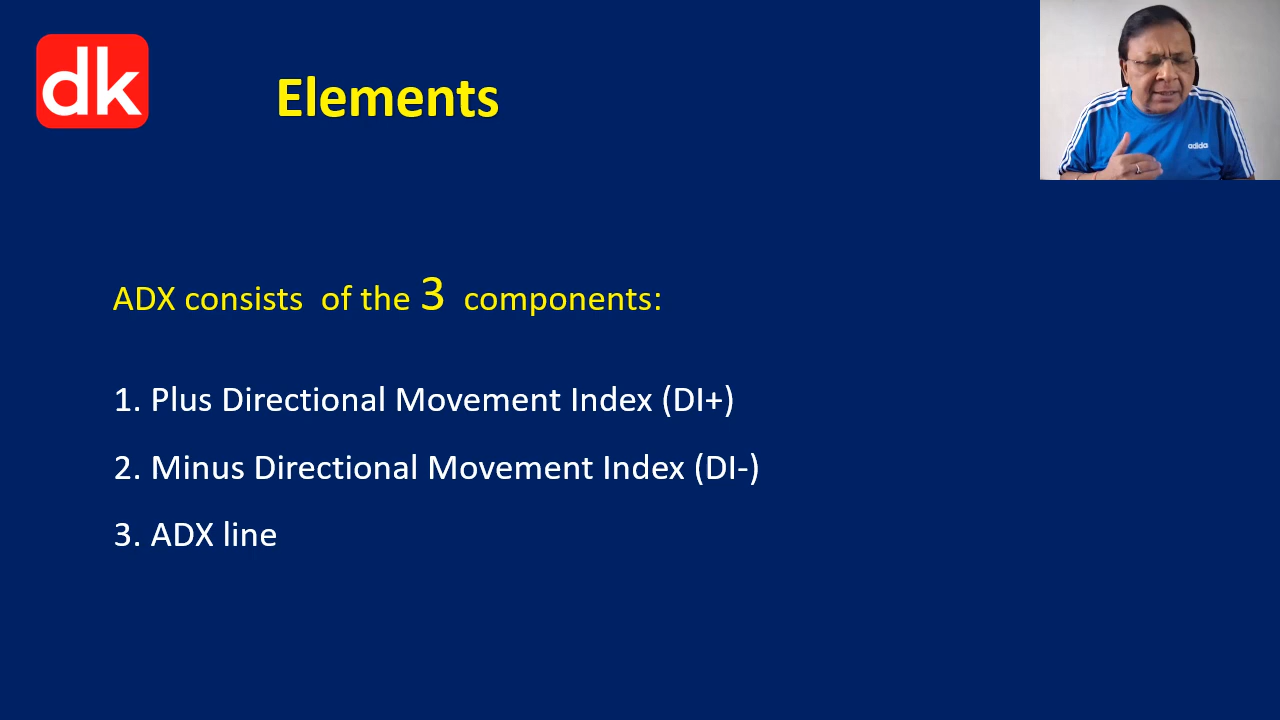 dk
Elements
ADX consists of the 3 components:
1. Plus Directional Movement Index (DI+)
2. Minus Directional Movement Index (DI-)
3. ADX line
adidas